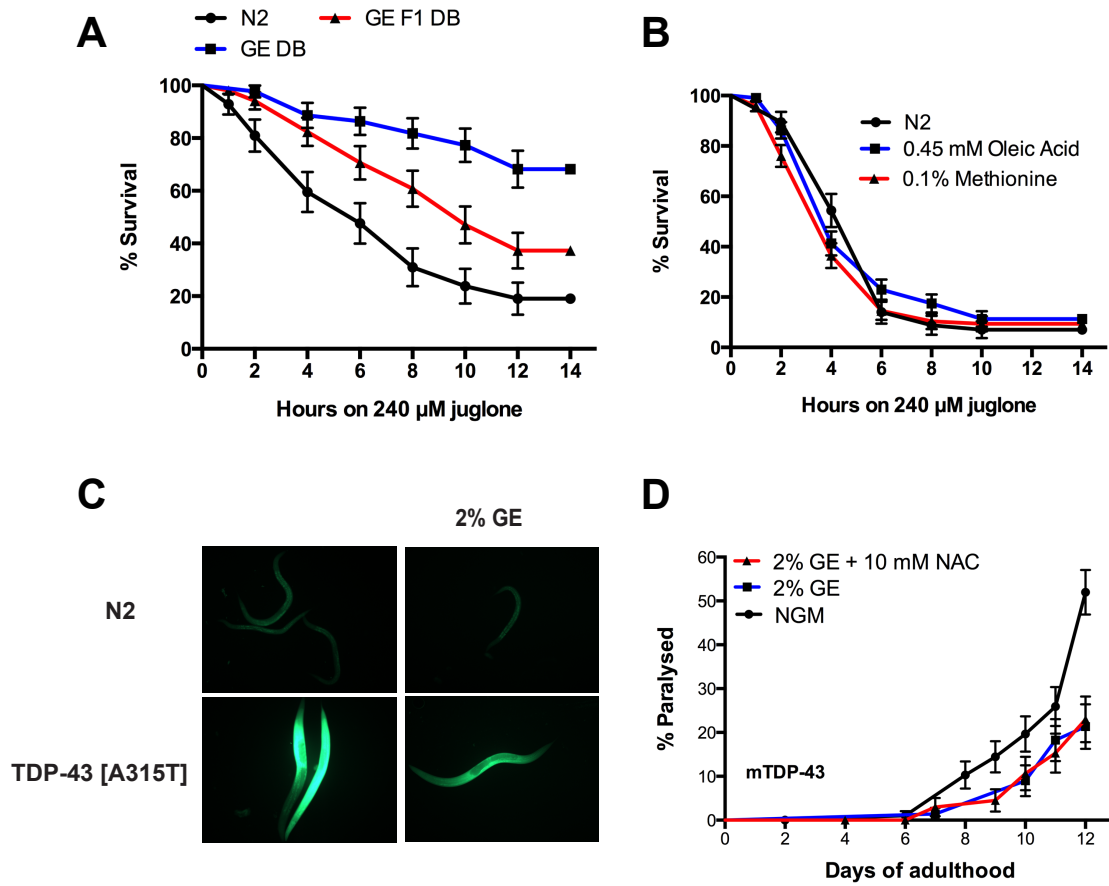 A
N2
GE F1 DB
GE DB
% Survival
100
80
60
40
20
0
0 2 4 6 8 10 12 14
Hours on 240 µM juglone
B
N2
0.45 mM Oleic Acid
0.1% Methionine
% Survival
100
80
60
40
20
0
0 2 4 6 8 10 12 14
Hours on 240 µM juglone
C
2% GE
N2
TDP-43 [A315T]
D
2% GE + 10 mM NAC
2% GE
NGM
% Paralysed
60
50
40
30
20
10
0
mTDP-43
0 2 4 6 8 10 12
Days of adulthood